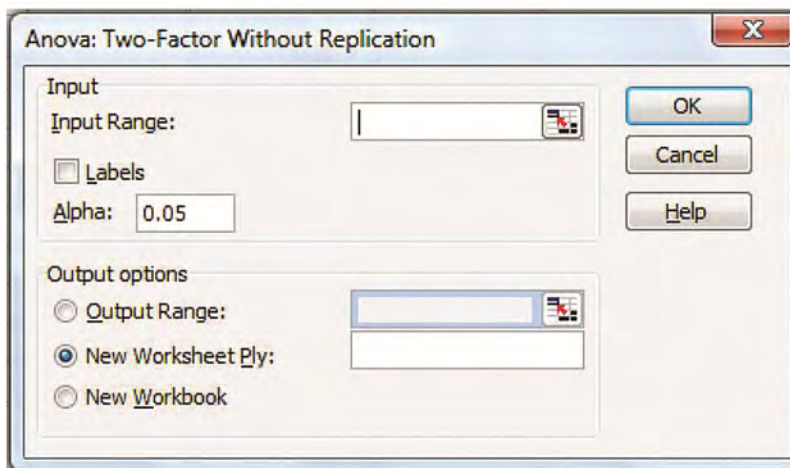 Anova: Two-Factor Without Replication
Input
Input Range:
Labels
Alpha: 0.05
OK
Cancel
Help
Output options
Output Range:
New Worksheet Ply:
New Workbook